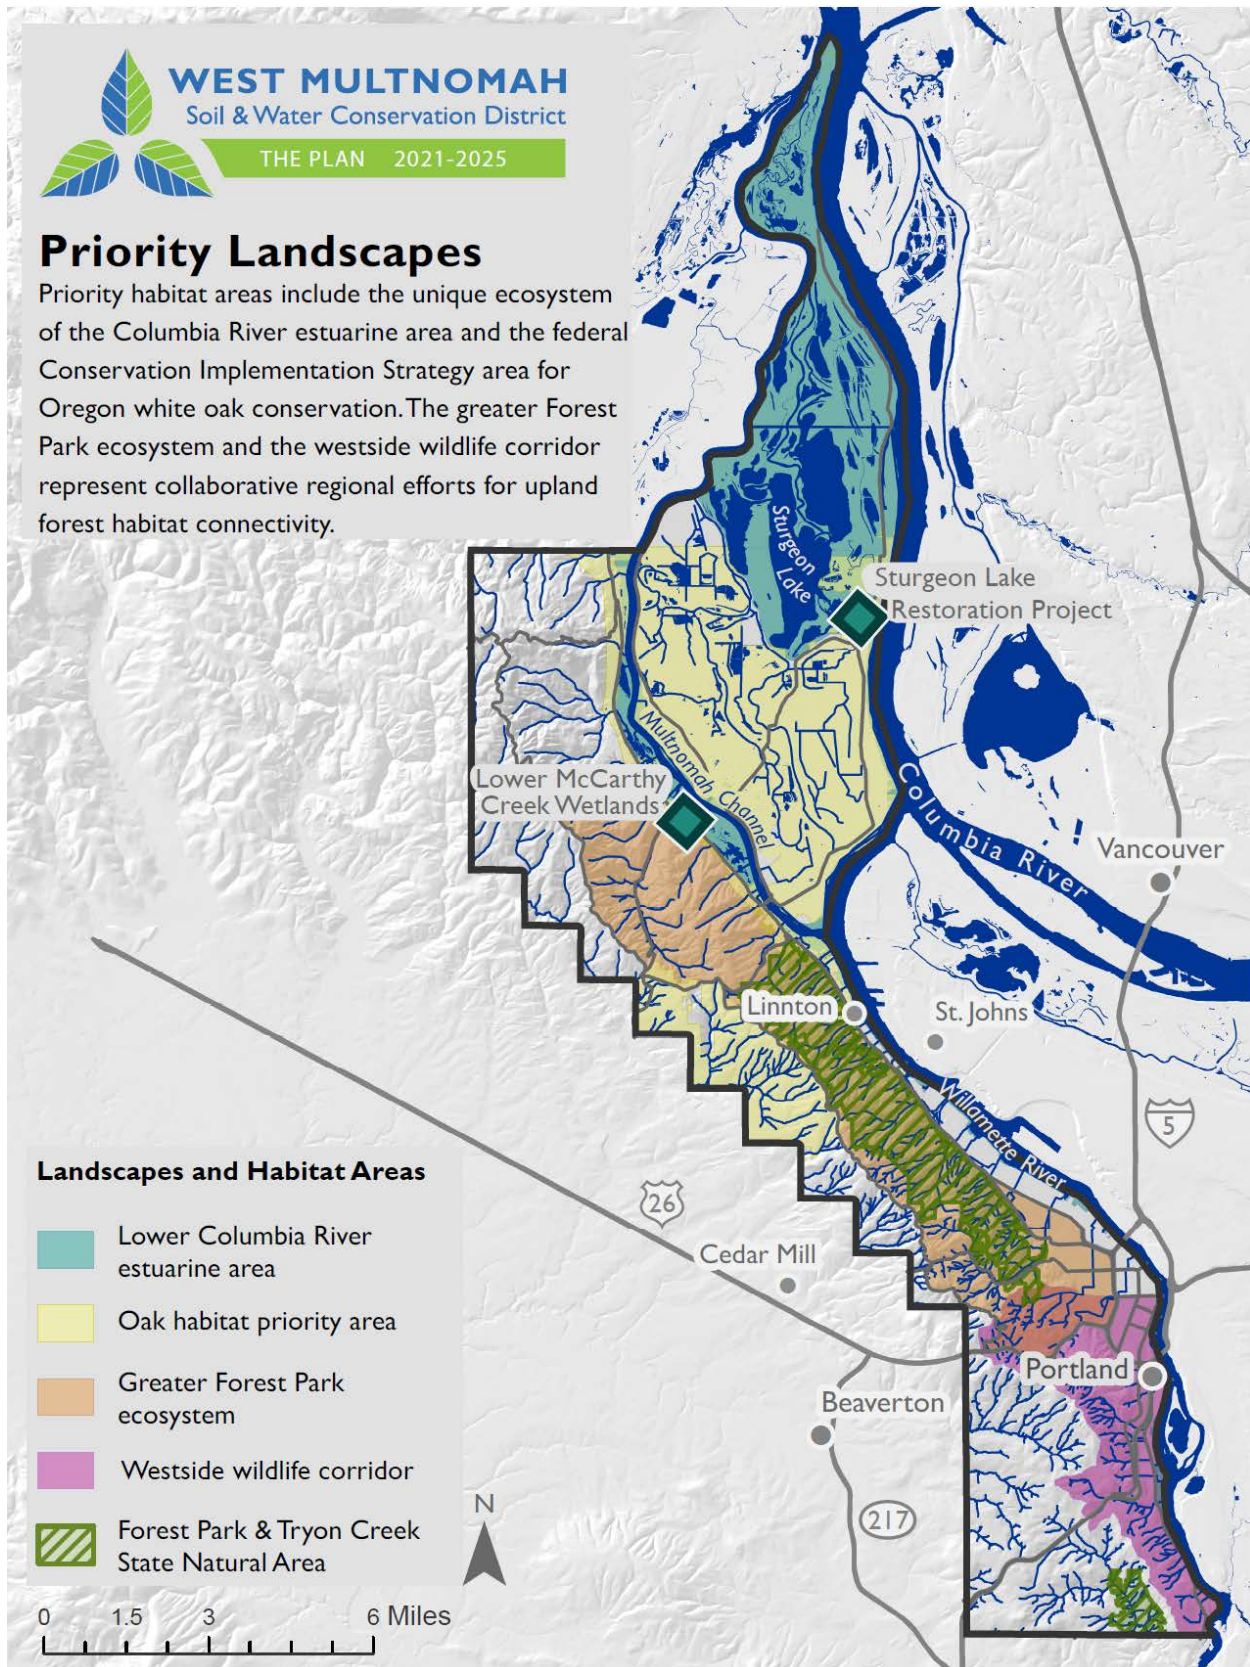 WEST MULTNOMAH
Soil & Water Conservation District
THE PLAN 2021-2025
Priority Landscapes
Priority habitat areas include the unique ecosystem
of the Columbia River estuarine area and the federal
Conservation Implementation Strategy area for
Oregon white oak conservation. The greater Forest
Park ecosystem and the westside wildlife corridor
represent collaborative regional efforts for upland
forest habitat connectivity.
Sturgeon
Lake
Sturgeon Lake
Restoration Project
Multnomah Channel
Lower McCarthy
Creek Wetlands
Columbia River
Vancouver
Linnton
St. Johns
Willamette River
5
26
Cedar Mill
Portland
Beaverton
217
Landscapes and Habitat Areas
Lower Columbia River
estuarine area
Oak habitat priority area
Greater Forest Park
ecosystem
Westside wildlife corridor
Forest Park & Tryon Creek
State Natural Area
N
0 1.5 3 6 Miles